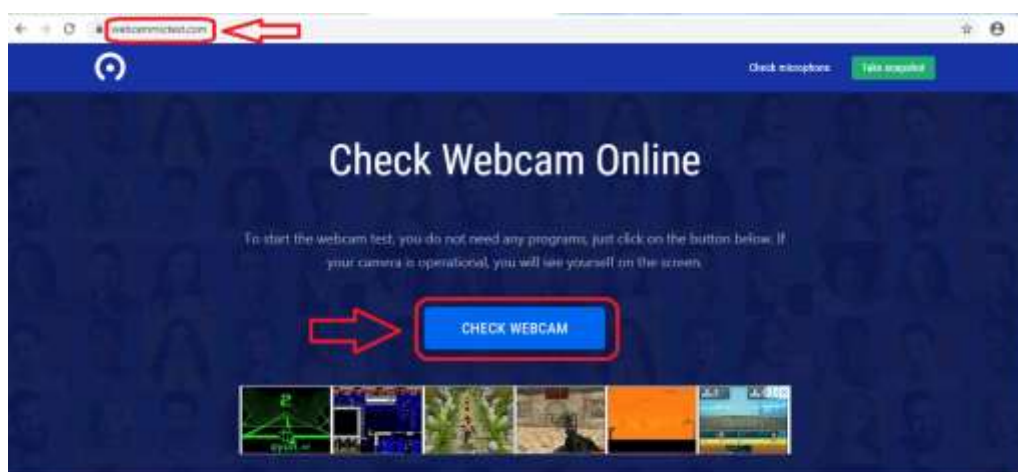 webcammictest.com
Check microphone
Take snapshot
Check Webcam Online
To start the webcam test, you do not need any programs, just click on the button below. If
your camera is operational, you will see yourself on the screen.
CHECK WEBCAM